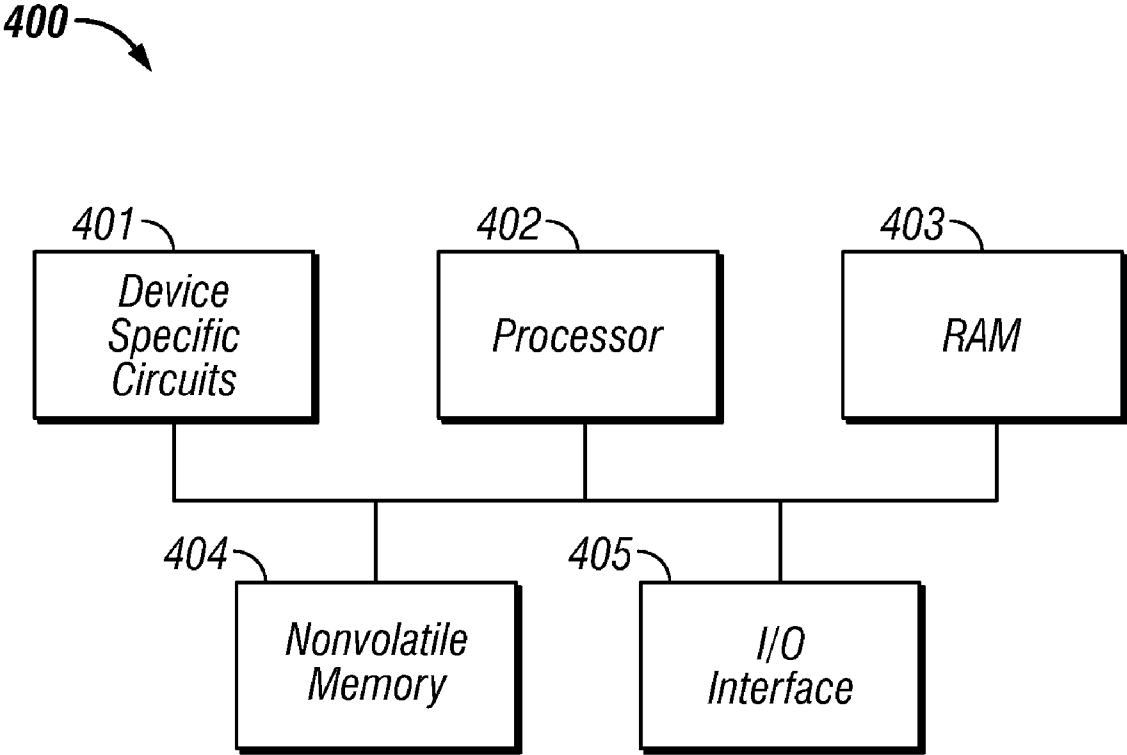 400
401
Device
Specific
Circuits
402
Processor
403
RAM
404
Nonvolatile
Memory
405
I/O
Interface